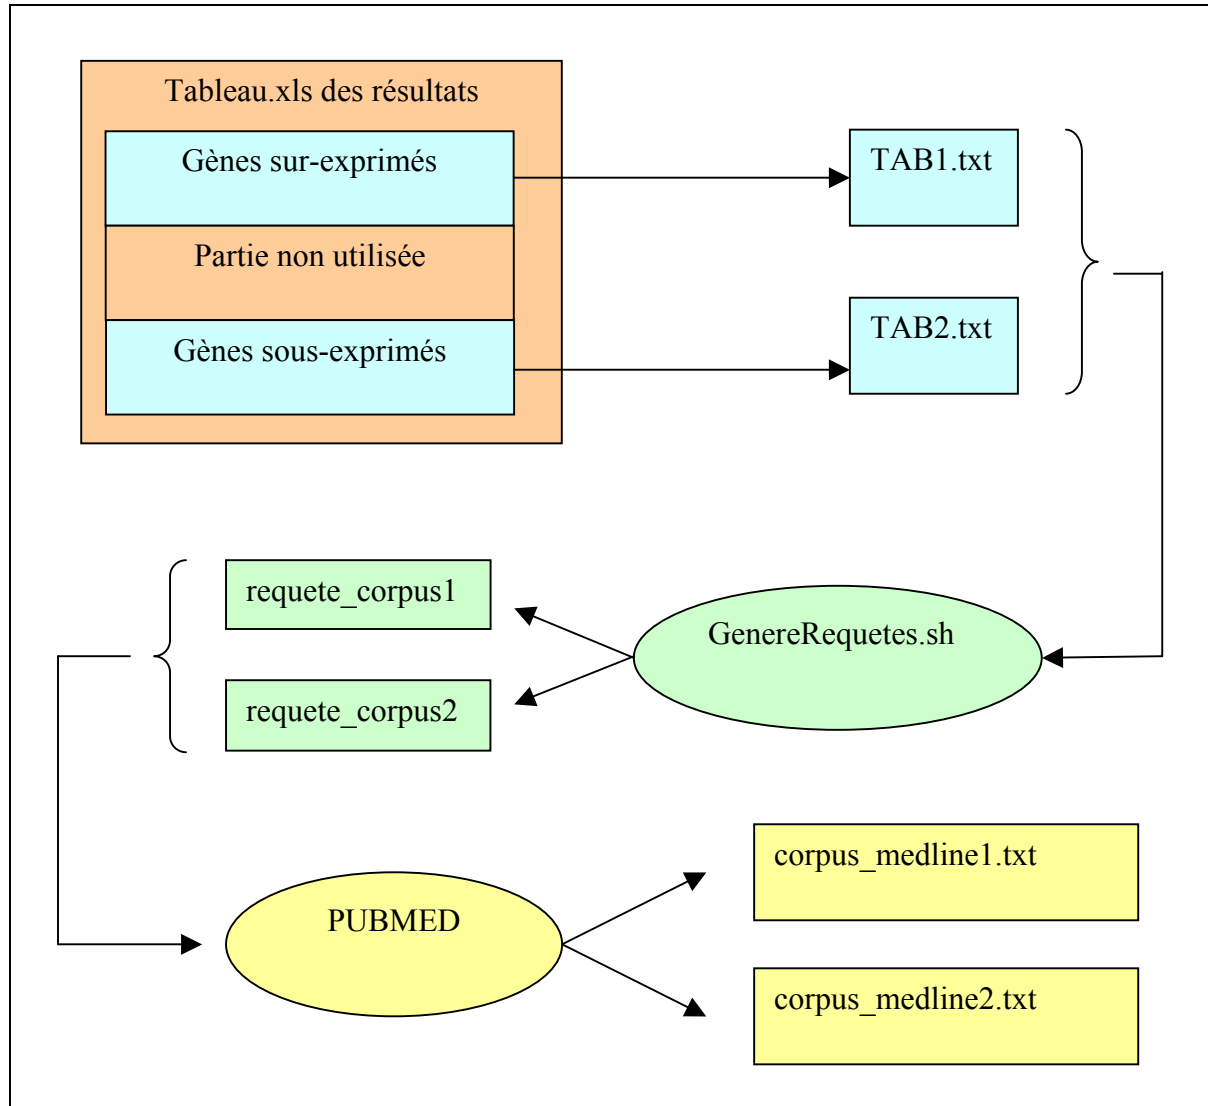 Tableau.xls des résultats
Gènes sur-exprimés
TAB1.txt
Partie non utilisée
TAB2.txt
Gènes sous-exprimés
requete_corpus1
GenereRequetes.sh
requete_corpus2
corpus_medline1.txt
PUBMED
corpus_medline2.txt